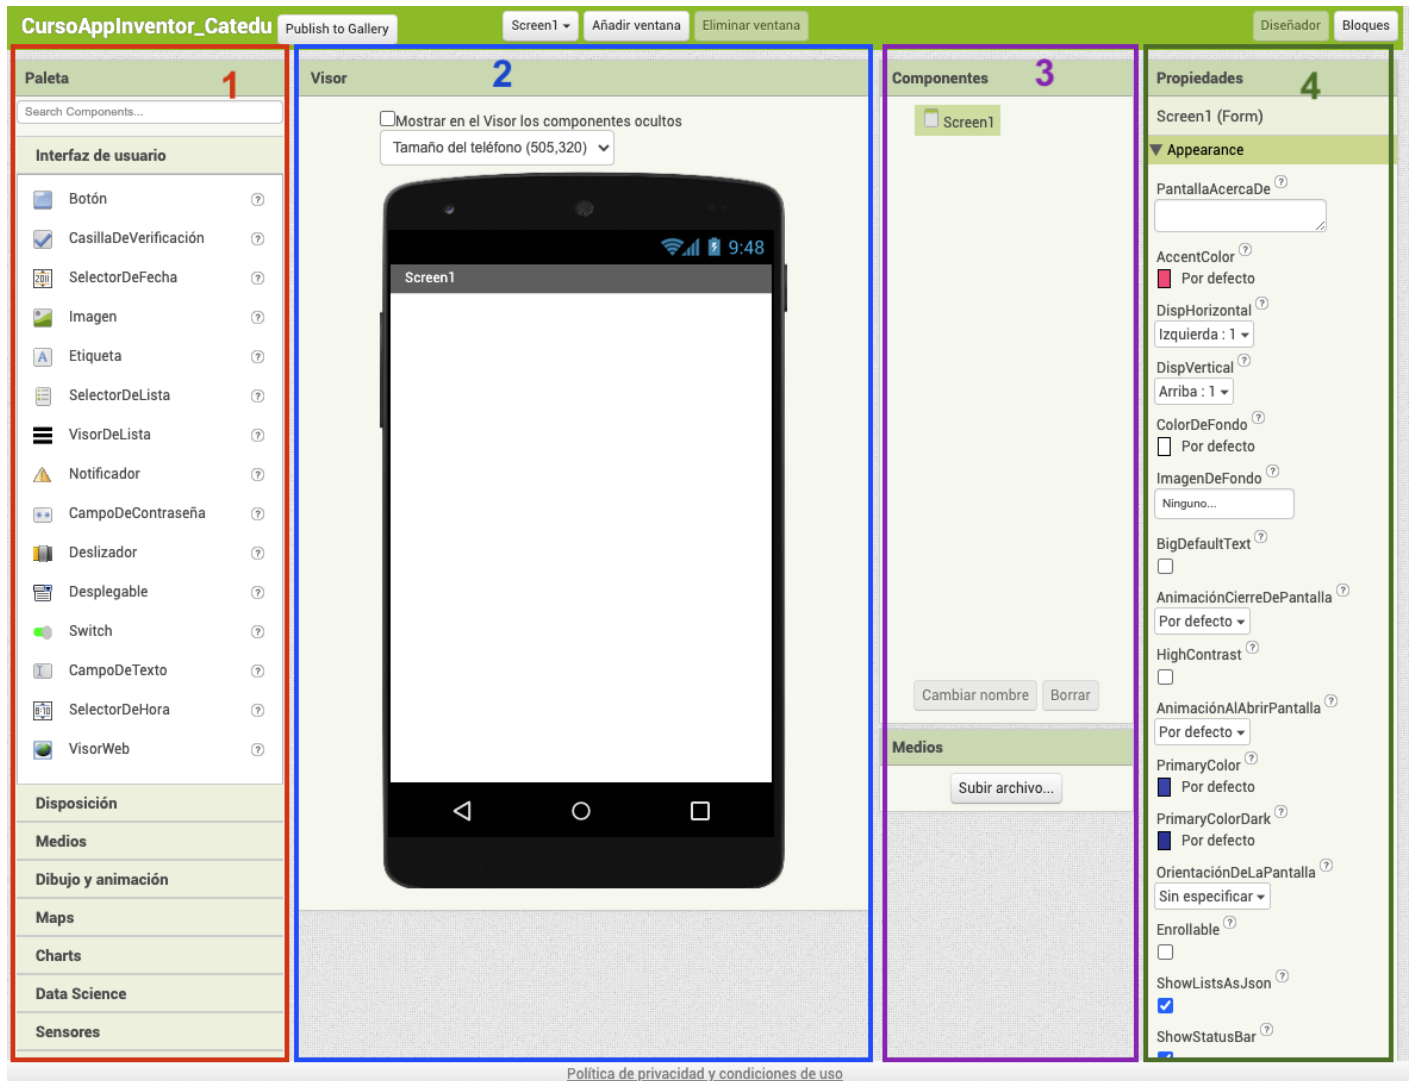 CursoAppInventor_Catedu
Publish to Gallery
Screen1
Añadir ventana
Eliminar ventana
Diseñador
Bloques
Paleta
1
Search Components...
Interfaz de usuario
Botón
?
CasillaDeVerificación
?
SelectorDeFecha
?
Imagen
?
A
Etiqueta
?
SelectorDeLista
?
VisorDeLista
?
Notificador
?
CampoDeContraseña
?
Deslizador
?
Desplegable
?
Switch
?
CampoDeTexto
?
SelectorDeHora
?
VisorWeb
?
Disposición
Medios
Dibujo y animación
Maps
Charts
Data Science
Sensores
Visor
2
Mostrar en el Visor los componentes ocultos
Tamaño del teléfono (505,320)
9:48
Screen1
Componentes
3
Screen1
Cambiar nombre
Borrar
Medios
Subir archivo...
Propiedades
4
Screen1 (Form)
Appearance
PantallaAcercaDe ?
AccentColor ?
Por defecto
DispHorizontal ?
Izquierda : 1
DispVertical ?
Arriba : 1
ColorDeFondo ?
Por defecto
ImagenDeFondo ?
Ninguno...
BigDefaultText ?
AnimaciónCierreDePantalla ?
Por defecto
HighContrast ?
AnimaciónAlAbrirPantalla ?
Por defecto
PrimaryColor ?
Por defecto
PrimaryColorDark ?
Por defecto
OrientaciónDeLaPantalla ?
Sin especificar
Enrollable ?
ShowListsAsJson ?
ShowStatusBar ?
Política de privacidad y condiciones de uso